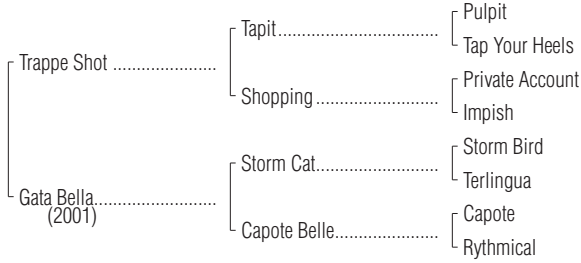 Pulpit
Tapit........................................
Tap Your Heels
Trappe Shot ..........................
Private Account
Shopping ..............................
Impish
Storm Bird
Storm Cat..............................
Terlingua
Gata Bella..............................
(2001)
Capote
Capote Belle..........................
Rythmical